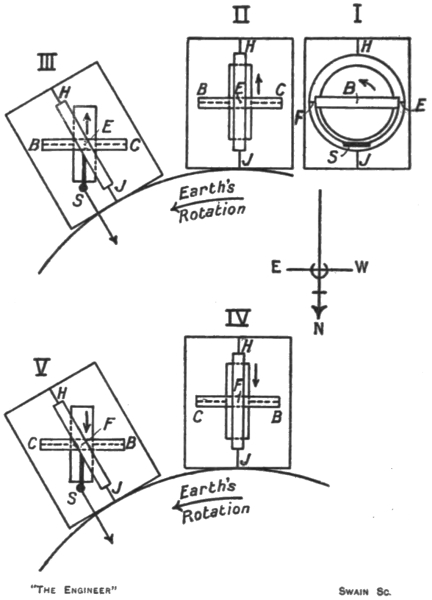 II
I
III
H
H
H
B
E
C
B
F
E
E
B
C
S
J
J
J
S
Earth's
Rotation
E
W
N
IV
V
H
H
F
F
C
B
C
B
S
J
J
Earth's
Rotation
"THE ENGINEER"
SWAIN SC.